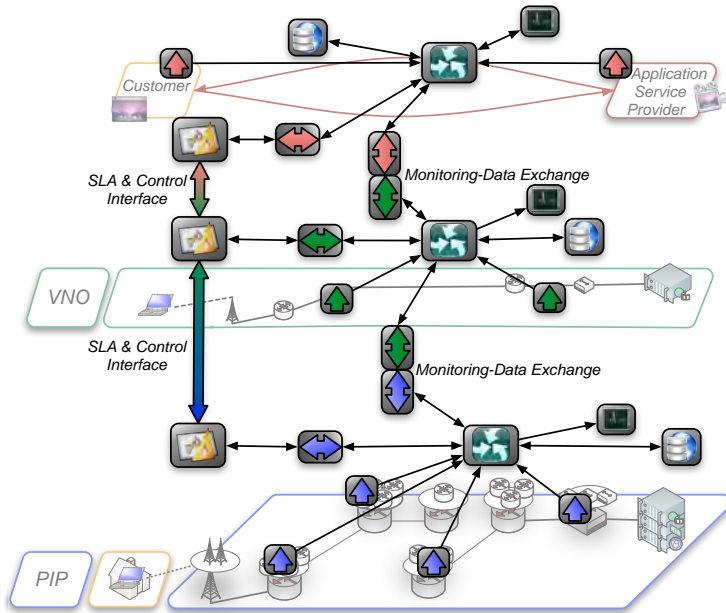 Customer
Application
Service
Provider
SLA & Control
Interface
Monitoring-Data Exchange
VNO
SLA & Control
Interface
Monitoring-Data Exchange
PIP